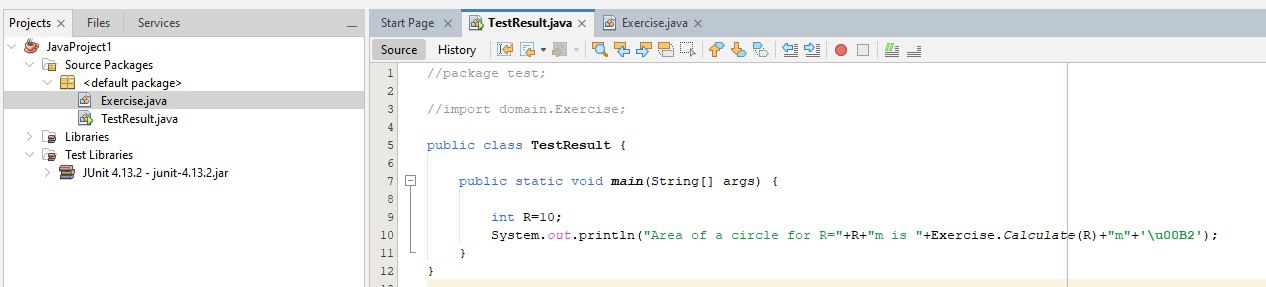 Projects Files Services
JavaProject1
Source Packages
<default package>
Exercise.java
TestResult.java
Libraries
Test Libraries
JUnit 4.13.2 - junit-4.13.2.jar
Start Page TestResult.java Exercise.java
Source History
1 //package test;
2
3 //import domain.Exercise;
4
5 public class TestResult {
6
7 public static void main(String[] args) {
8
9 int R=10;
10 System.out.println("Area of a circle for R="+R+"m is "+Exercise.Calculate(R)+"m"+'\u00B2');
11 }
12 }